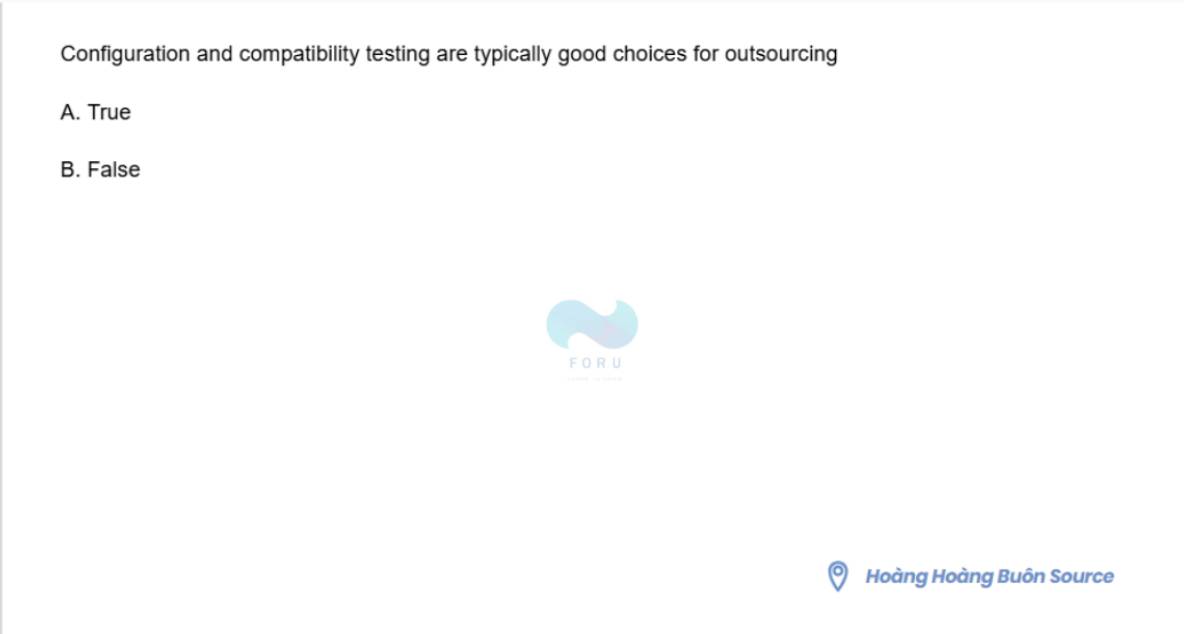 Configuration and compatibility testing are typically good choices for outsourcing
A. True
B. False
FORU
Hoàng Hoàng Buôn Source